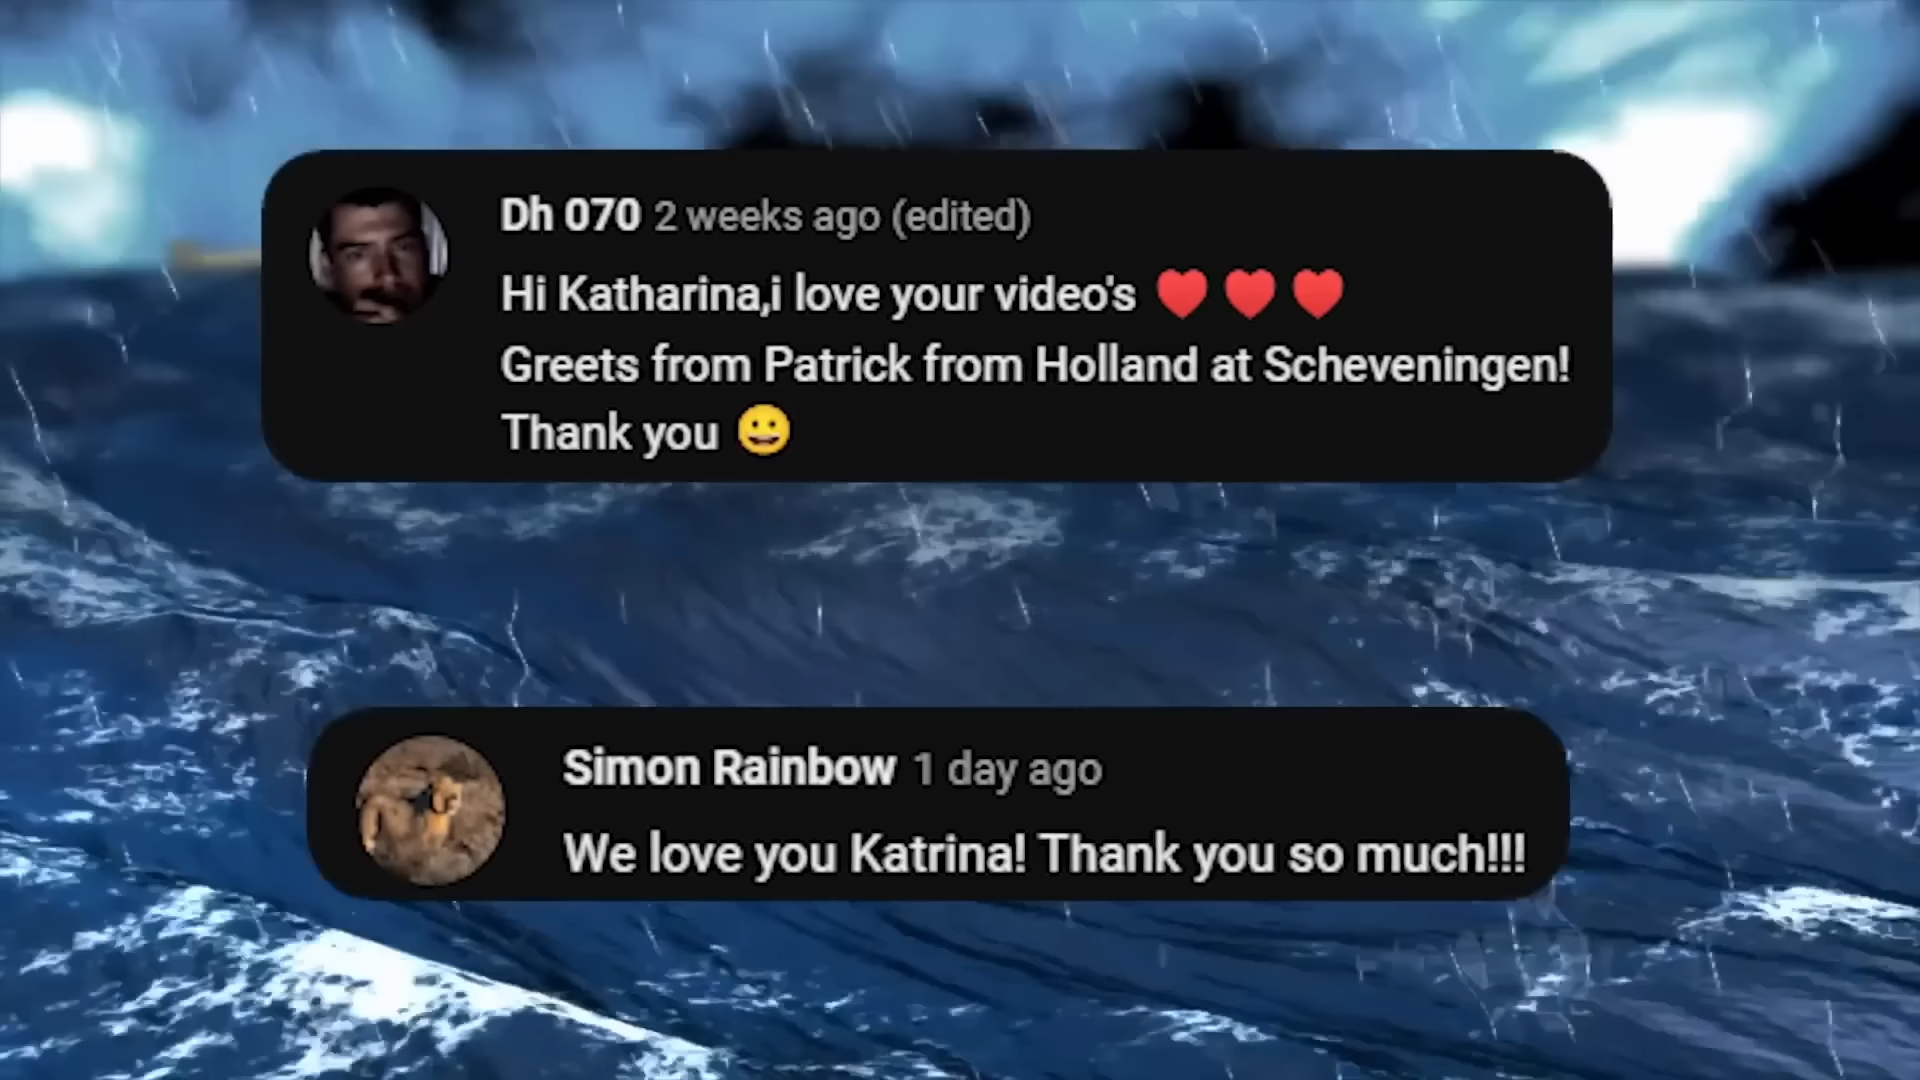 Dh 070 2 weeks ago (edited)
Hi Katharina,i love your video's ❤️ ❤️ ❤️
Greets from Patrick from Holland at Scheveningen!
Thank you 😀
Simon Rainbow 1 day ago
We love you Katrina! Thank you so much!!!